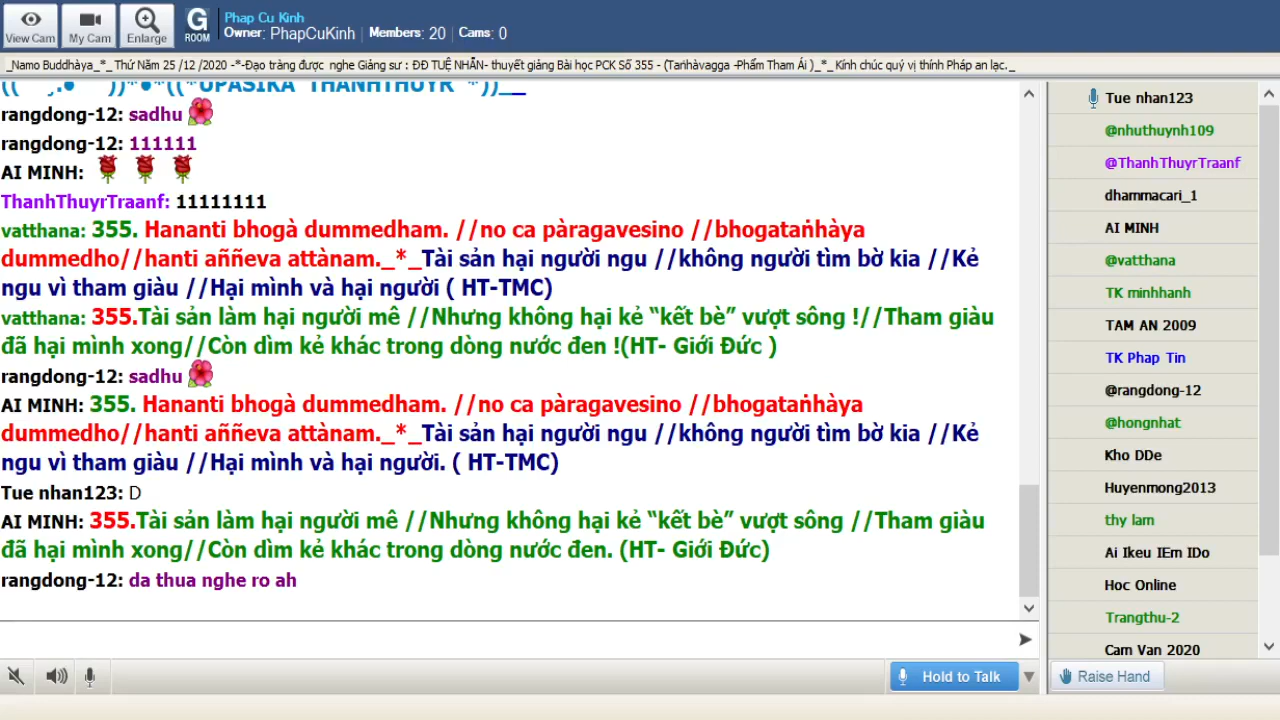 View Cam
My Cam
Enlarge
G
ROOM
Phap Cu Kinh
Owner: PhapCuKinh
Members: 20
Cams: 0
_Namo Buddhàya_*_ Thứ Năm 25 /12 /2020 -*-Đạo tràng được nghe Giảng sư : ĐĐ TUỆ NHẪN- thuyết giảng Bài học PCK Số 355 - (Taṅhàvagga -Phẩm Tham Ái )_*_ Kính chúc quý vị thính Pháp an lạc._
*UPASIKA THANHTHUYR *))__
rangdong-12: sadhu
rangdong-12: 111111
AI MINH:
ThanhThuyrTraanf: 11111111
vatthana: 355. Hananti bhogà dummedham. //no ca pàragavesino //bhogataṅhàya
dummedho//hanti aññeva attànam._*_Tài sản hại người ngu //không người tìm bờ kia //Kẻ
ngu vì tham giàu //Hại mình và hại người ( HT-TMC)
vatthana: 355.Tài sản làm hại người mê //Nhưng không hại kẻ “kết bè” vượt sông !//Tham giàu
đã hại mình xong//Còn dìm kẻ khác trong dòng nước đen !(HT- Giới Đức )
rangdong-12: sadhu
AI MINH: 355. Hananti bhogà dummedham. //no ca pàragavesino //bhogataṅhàya
dummedho//hanti aññeva attànam._*_Tài sản hại người ngu //không người tìm bờ kia //Kẻ
ngu vì tham giàu //Hại mình và hại người. ( HT-TMC)
Tue nhan123: D
AI MINH: 355.Tài sản làm hại người mê //Nhưng không hại kẻ “kết bè” vượt sông //Tham giàu
đã hại mình xong//Còn dìm kẻ khác trong dòng nước đen. (HT- Giới Đức)
rangdong-12: da thua nghe ro ah
Hold to Talk
Tue nhan123
@nhuthuynh109
@ThanhThuyrTraanf
dhammacari_1
AI MINH
@vatthana
TK minhhanh
TAM AN 2009
TK Phap Tin
@rangdong-12
@hongnhat
Kho DDe
Huyenmong2013
thy lam
Ai Ikeu IEm IDo
Hoc Online
Trangthu-2
Cam Van 2020
Raise Hand